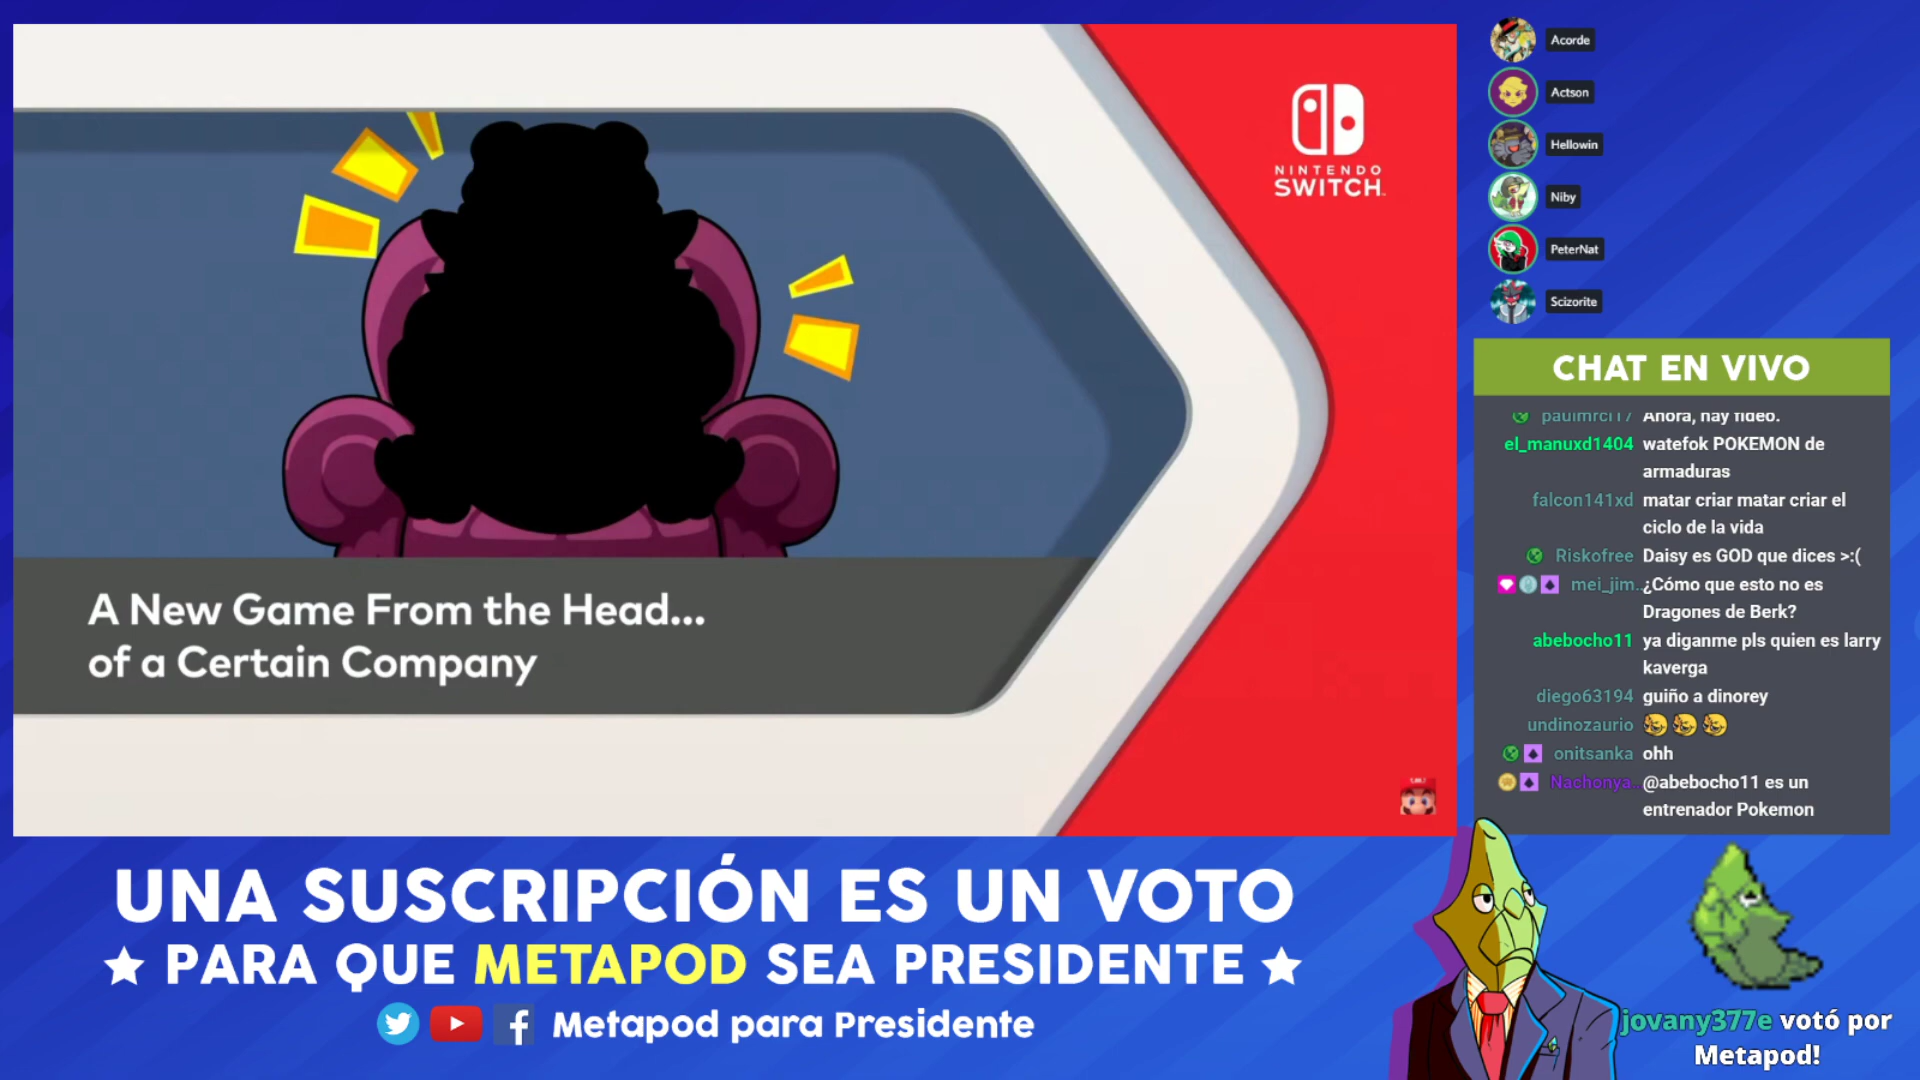 NINTENDO
SWITCH
A New Game From the Head...
of a Certain Company
Acorde
Actson
Hellowin
Niby
PeterNat
Scizorite
CHAT EN VIVO
paulmrc117 Ahora, hay fideo.
el_manuxd1404 watefok POKEMON de
armaduras
falcon141xd matar criar matar criar el
ciclo de la vida
Riskofree Daisy es GOD que dices >:(
mei_jim.. ¿Cómo que esto no es
Dragones de Berk?
abebocho11 ya diganme pls quien es larry
kaverga
diego63194 guiño a dinorey
undinozaurio
onitsanka ohh
Nachonya.. @abebocho11 es un
entrenador Pokemon
UNA SUSCRIPCIÓN ES UN VOTO
★ PARA QUE METAPOD SEA PRESIDENTE ★
Metapod para Presidente
jovany377e votó por
Metapod!